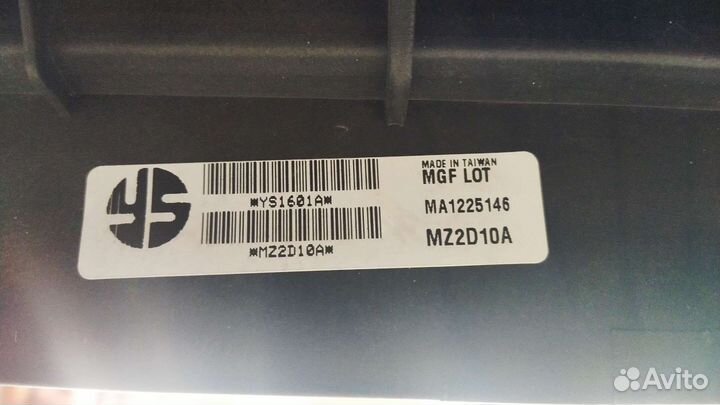 YS
*YS1601A*
*MZ2D10A*
MADE IN TAIWAN
MGF LOT
MA1225146
MZ2D10A
Avito